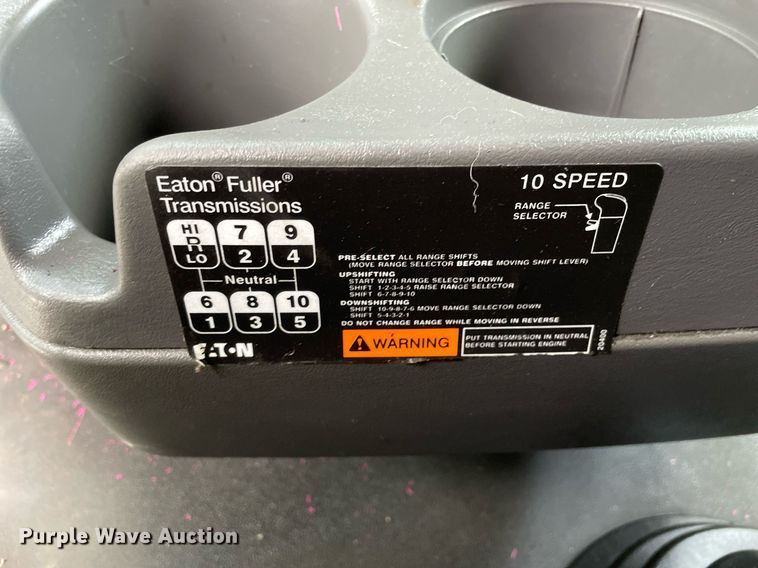 Eaton® Fuller®
Transmissions
10 SPEED
RANGE
SELECTOR
HI
R
LO
7
2
9
4
Neutral
6
1
8
3
10
5
PRE-SELECT ALL RANGE SHIFTS
(MOVE RANGE SELECTOR BEFORE MOVING SHIFT LEVER)
UPSHIFTING
START WITH RANGE SELECTOR DOWN
SHIFT 1-2-3-4-5 RAISE RANGE SELECTOR
SHIFT 6-7-8-9-10
DOWNSHIFTING
SHIFT 10-9-8-7-6 MOVE RANGE SELECTOR DOWN
SHIFT 5-4-3-2-1
DO NOT CHANGE RANGE WHILE MOVING IN REVERSE
EATON
WARNING
PUT TRANSMISSION IN NEUTRAL
BEFORE STARTING ENGINE
20480
Purple Wave Auction